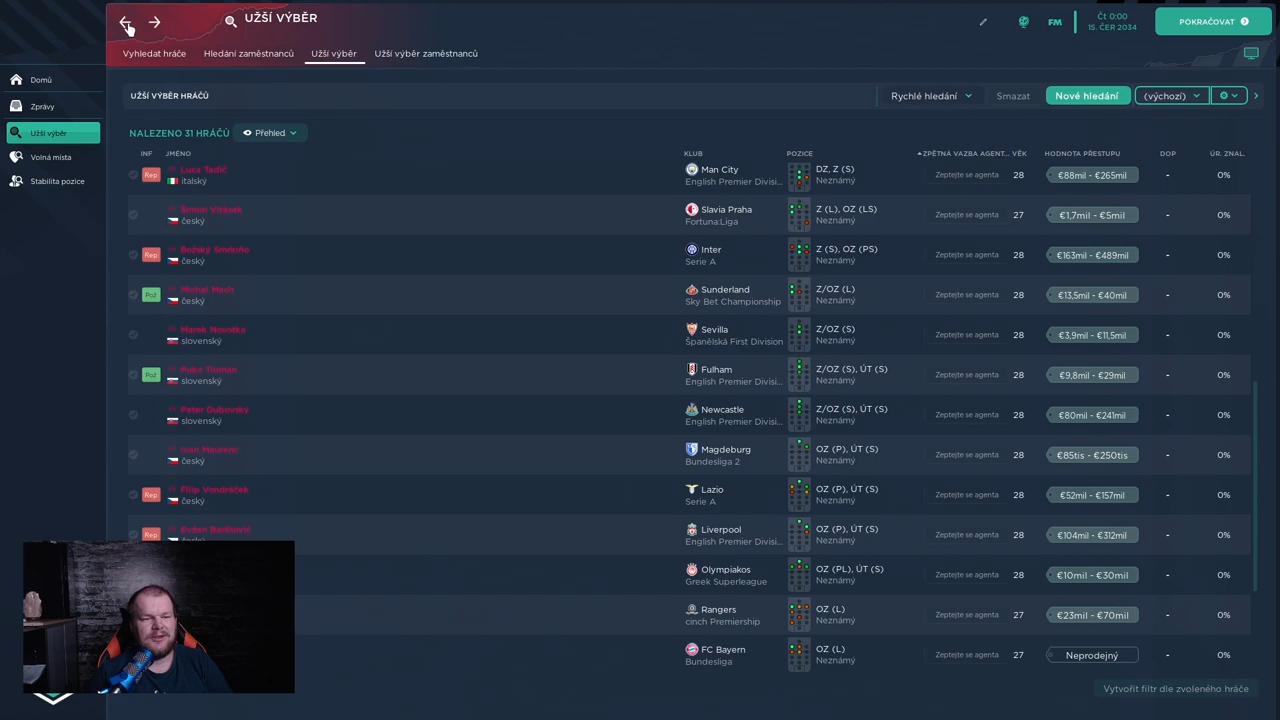 UŽŠÍ VÝBĚR
FM
Čt 0:00
15. ČER 2034
POKRAČOVAT
Vyhledat hráče
Hledání zaměstnanců
Užší výběr
Užší výběr zaměstnanců
Domů
Zprávy
Užší výběr
Volná místa
Stabilita pozice
UŽŠÍ VÝBĚR HRÁČŮ
Rychlé hledání
Smazat
Nové hledání
(výchozí)
NALEZENO 31 HRÁČŮ
Přehled
INF JMÉNO KLUB POZICE ZPĚTNÁ VAZBA AGENT... VĚK HODNOTA PŘESTUPU DOP ÚR. ZNAL.
Rep Luca Tadič Man City DZ, Z (S) Zeptejte se agenta 28 €88mil - €265mil - 0%
italský English Premier Divisi... Neznámý
Slavia Praha Z (L), OZ (LS) Zeptejte se agenta 27 €1,7mil - €5mil - 0%
český Fortuna:Liga Neznámý
Rep Inter Z (S), OZ (PS) Zeptejte se agenta 28 €163mil - €489mil - 0%
český Serie A Neznámý
Pož Michal Mach Sunderland Z/OZ (L) Zeptejte se agenta 28 €13,5mil - €40mil - 0%
český Sky Bet Championship Neznámý
Marek Novotka Sevilla Z/OZ (S) Zeptejte se agenta 28 €3,9mil - €11,5mil - 0%
slovenský Španělská First Division Neznámý
Pož Fulham Z/OZ (S), ÚT (S) Zeptejte se agenta 28 €9,8mil - €29mil - 0%
slovenský English Premier Divisi... Neznámý
Peter Dubovský Newcastle Z/OZ (S), ÚT (S) Zeptejte se agenta 28 €80mil - €241mil - 0%
slovenský English Premier Divisi... Neznámý
Ivan Maurenc Magdeburg OZ (P), ÚT (S) Zeptejte se agenta 28 €85tis - €250tis - 0%
český Bundesliga 2 Neznámý
Rep Filip Vondráček Lazio OZ (P), ÚT (S) Zeptejte se agenta 28 €52mil - €157mil - 0%
český Serie A Neznámý
Rep Liverpool OZ (P), ÚT (S) Zeptejte se agenta 28 €104mil - €312mil - 0%
English Premier Divisi... Neznámý
Olympiakos OZ (PL), ÚT (S) Zeptejte se agenta 28 €10mil - €30mil - 0%
Greek Superleague Neznámý
Rangers OZ (L) Zeptejte se agenta 27 €23mil - €70mil - 0%
cinch Premiership Neznámý
FC Bayern OZ (L) Zeptejte se agenta 27 Neprodejný - 0%
Bundesliga Neznámý
Vytvořit filtr dle zvoleného hráče